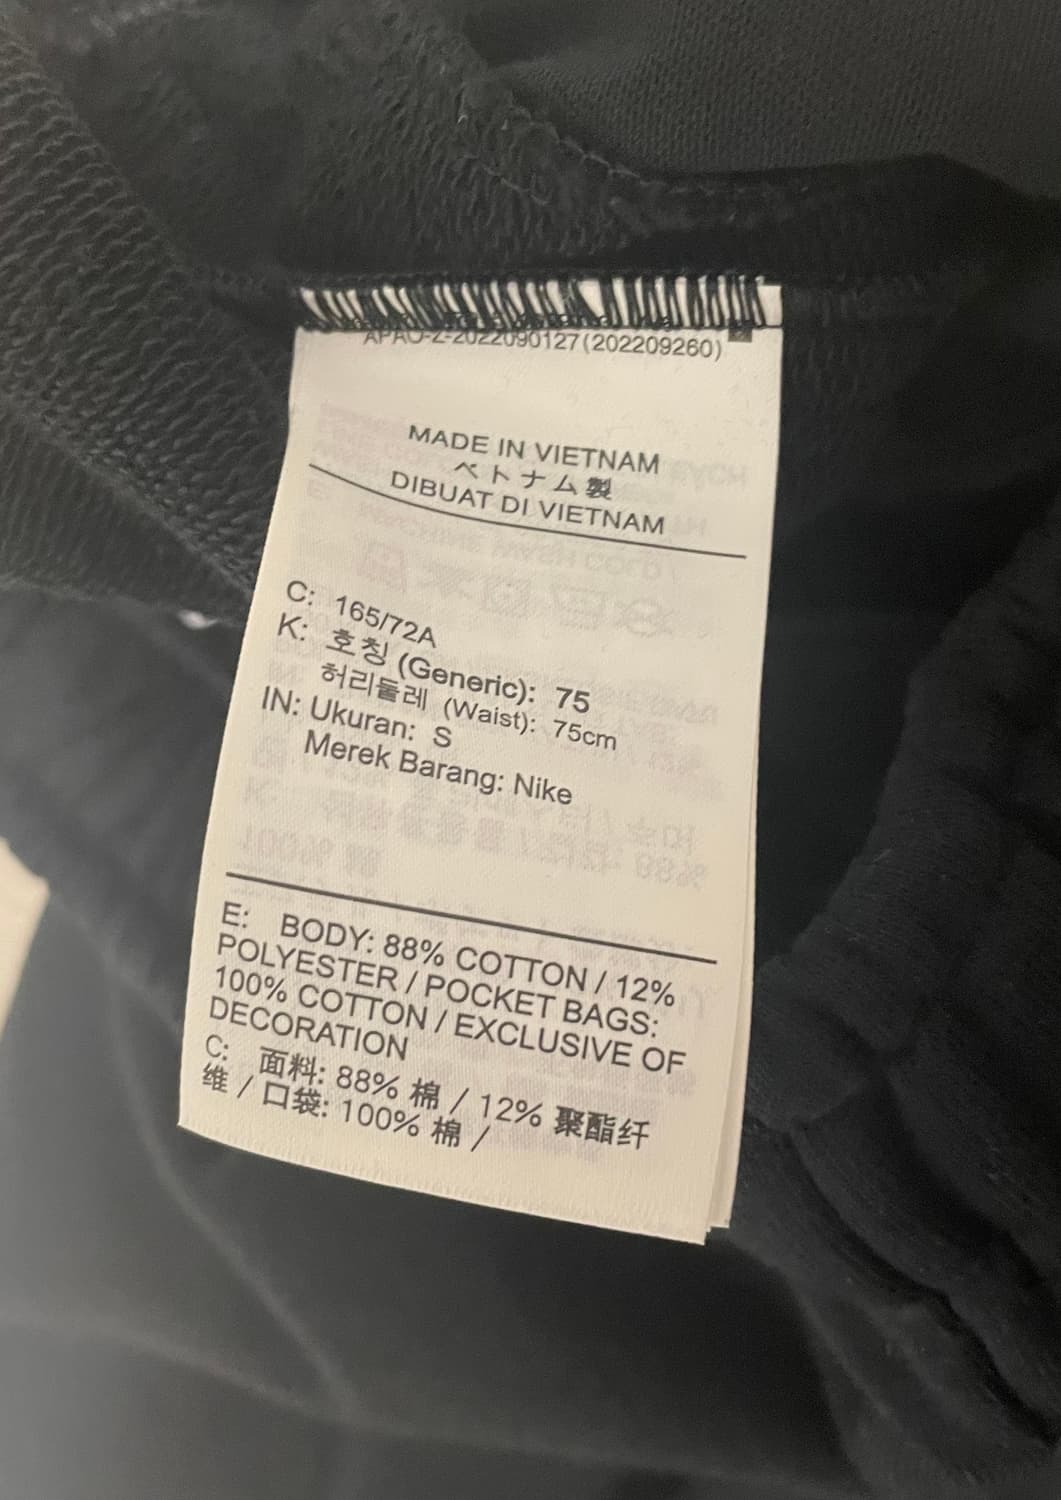 APAO-Z-2022090127(202209260)
MADE IN VIETNAM
ベトナム製
DIBUAT DI VIETNAM
C: 165/72A
K: 호칭 (Generic): 75
허리둘레 (Waist): 75cm
IN: Ukuran: S
Merek Barang: Nike
E: BODY: 88% COTTON / 12%
POLYESTER / POCKET BAGS:
100% COTTON / EXCLUSIVE OF
DECORATION
C: 面料: 88% 棉 / 12% 聚酯纤
维 / 口袋: 100% 棉 /